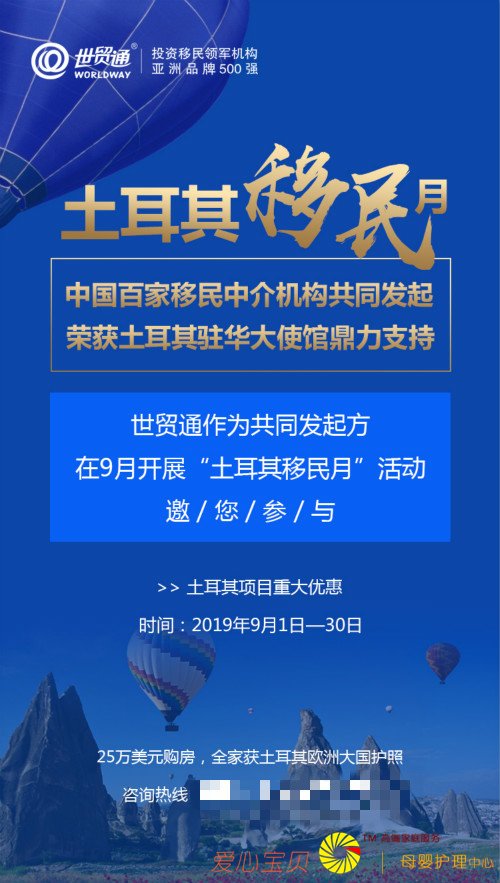 世贸通®
WORLDWAY
投资移民领军机构
亚洲品牌500强
土耳其移民月
中国百家移民中介机构共同发起
荣获土耳其驻华大使馆鼎力支持
世贸通作为共同发起方
在9月开展“土耳其移民月”活动
邀/您/参/与
>> 土耳其项目重大优惠
时间：2019年9月1日—30日
25万美元购房，全家获土耳其欧洲大国护照
咨询热线
爱心宝贝
TM 高端家庭服务
母婴护理中心